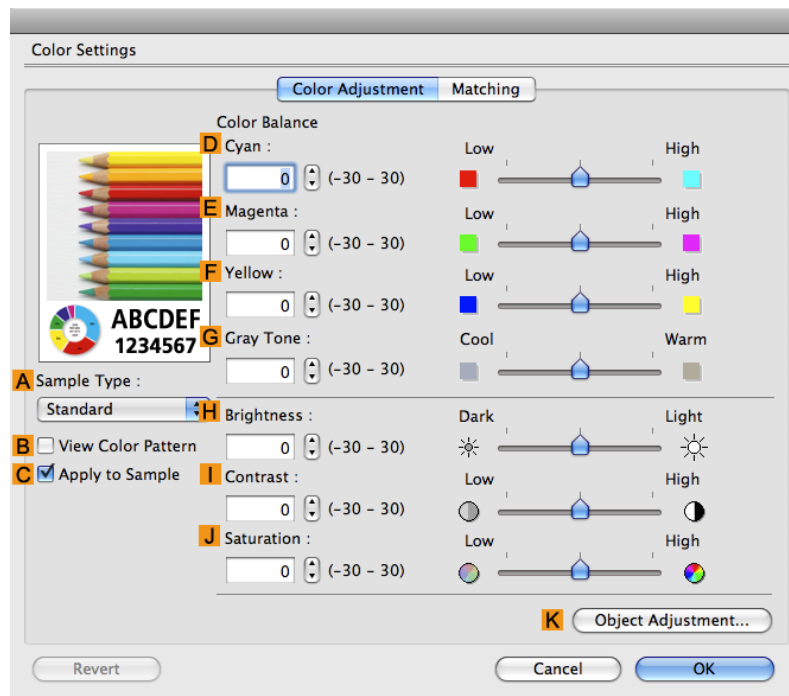 Color Settings
Color Adjustment Matching
Color Balance
D Cyan : Low High
0 (-30 – 30)
E Magenta : Low High
0 (-30 – 30)
F Yellow : Low High
0 (-30 – 30)
ABCDEF
1234567
G Gray Tone : Cool Warm
0 (-30 – 30)
A Sample Type :
Standard
H Brightness : Dark Light
0 (-30 – 30)
B View Color Pattern
C Apply to Sample
I Contrast : Low High
0 (-30 – 30)
J Saturation : Low High
0 (-30 – 30)
K Object Adjustment...
Revert Cancel OK